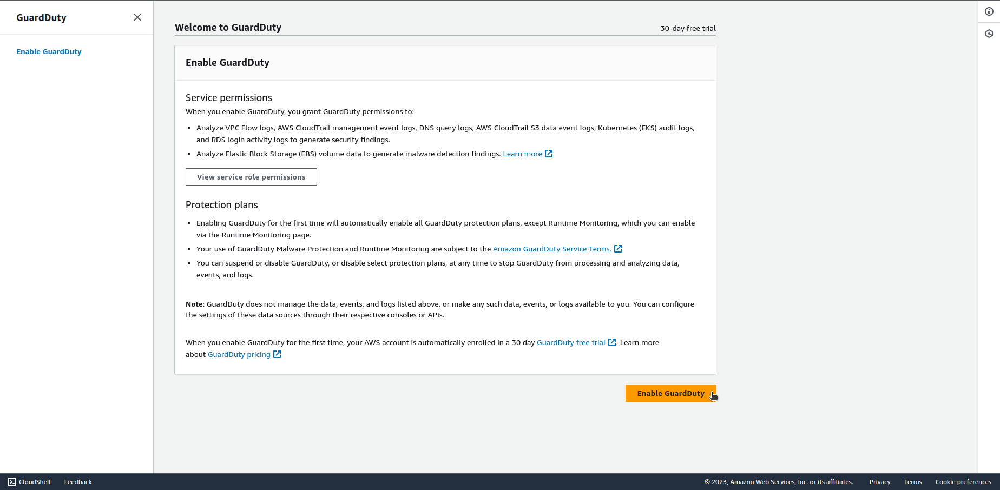 GuardDuty
Enable GuardDuty
Welcome to GuardDuty
30-day free trial
Enable GuardDuty
Service permissions
When you enable GuardDuty, you grant GuardDuty permissions to:
• Analyze VPC Flow logs, AWS CloudTrail management event logs, DNS query logs, AWS CloudTrail S3 data event logs, Kubernetes (EKS) audit logs,
and RDS login activity logs to generate security findings.
• Analyze Elastic Block Storage (EBS) volume data to generate malware detection findings. Learn more
View service role permissions
Protection plans
• Enabling GuardDuty for the first time will automatically enable all GuardDuty protection plans, except Runtime Monitoring, which you can enable
via the Runtime Monitoring page.
• Your use of GuardDuty Malware Protection and Runtime Monitoring are subject to the Amazon GuardDuty Service Terms.
• You can suspend or disable GuardDuty, or disable select protection plans, at any time to stop GuardDuty from processing and analyzing data,
events, and logs.
Note: GuardDuty does not manage the data, events, and logs listed above, or make any such data, events, or logs available to you. You can configure
the settings of these data sources through their respective consoles or APIs.
When you enable GuardDuty for the first time, your AWS account is automatically enrolled in a 30 day GuardDuty free trial. Learn more
about GuardDuty pricing
Enable GuardDuty
CloudShell
Feedback
© 2023, Amazon Web Services, Inc. or its affiliates.
Privacy
Terms
Cookie preferences